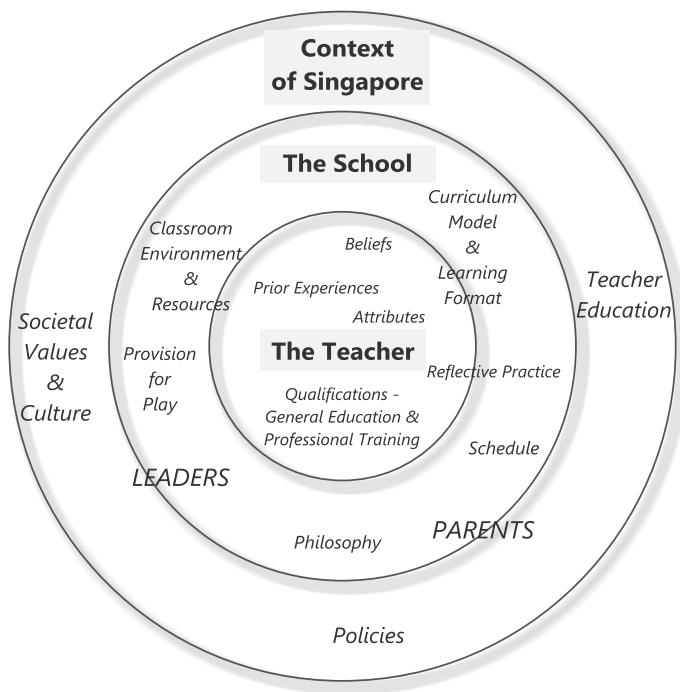 Context
of Singapore
The School
Curriculum
Model
&
Learning
Format
Classroom
Environment
&
Resources
Beliefs
Prior Experiences
Attributes
Teacher
Education
Societal
Values
&
Culture
The Teacher
Provision
for
Play
Reflective Practice
Qualifications -
General Education &
Professional Training
Schedule
LEADERS
PARENTS
Philosophy
Policies